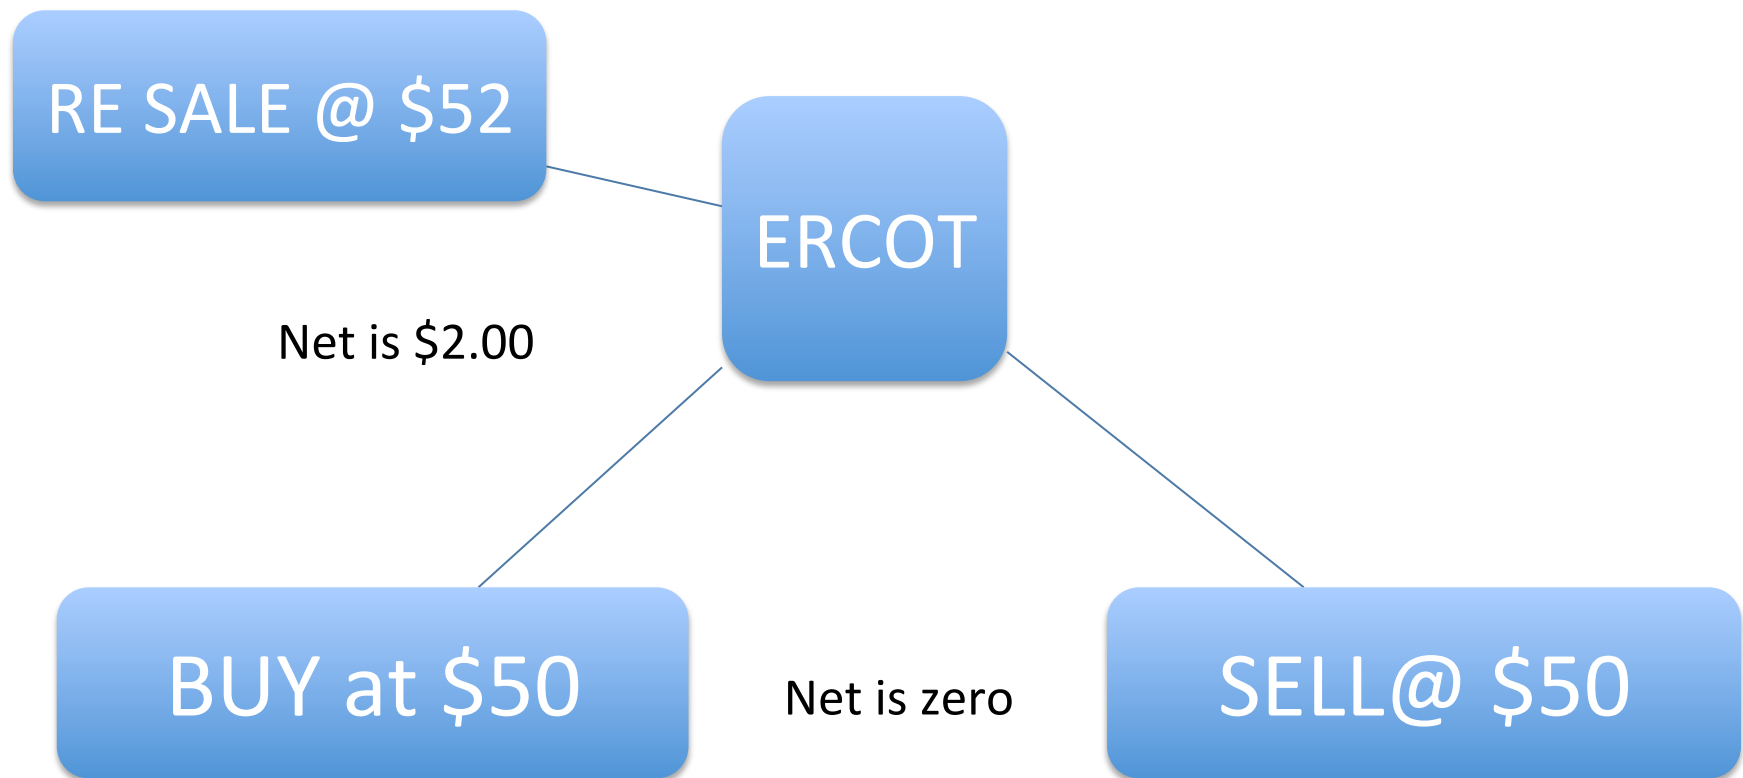 RE SALE @ $52
ERCOT
Net is $2.00
BUY at $50
Net is zero
SELL@ $50